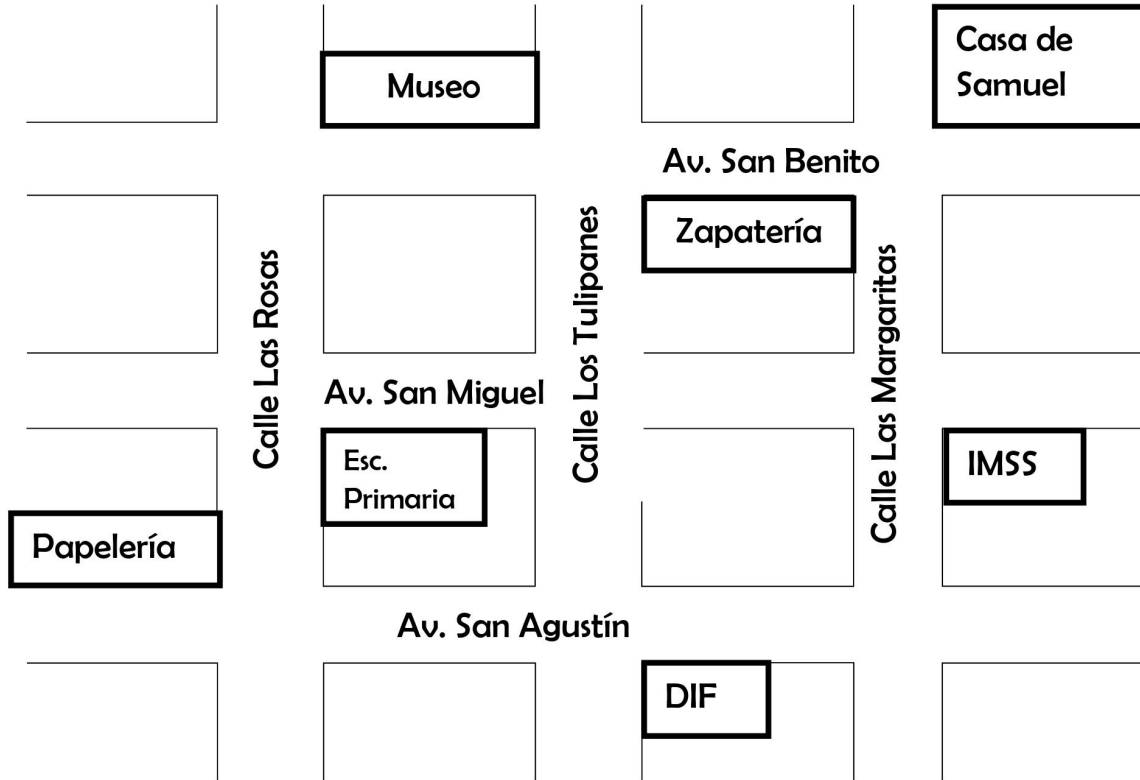 Casa de
Samuel
Museo
Av. San Benito
Zapatería
Calle Las Rosas
Calle Los Tulipanes
Calle Las Margaritas
Av. San Miguel
Esc.
Primaria
IMSS
Papelería
Av. San Agustín
DIF